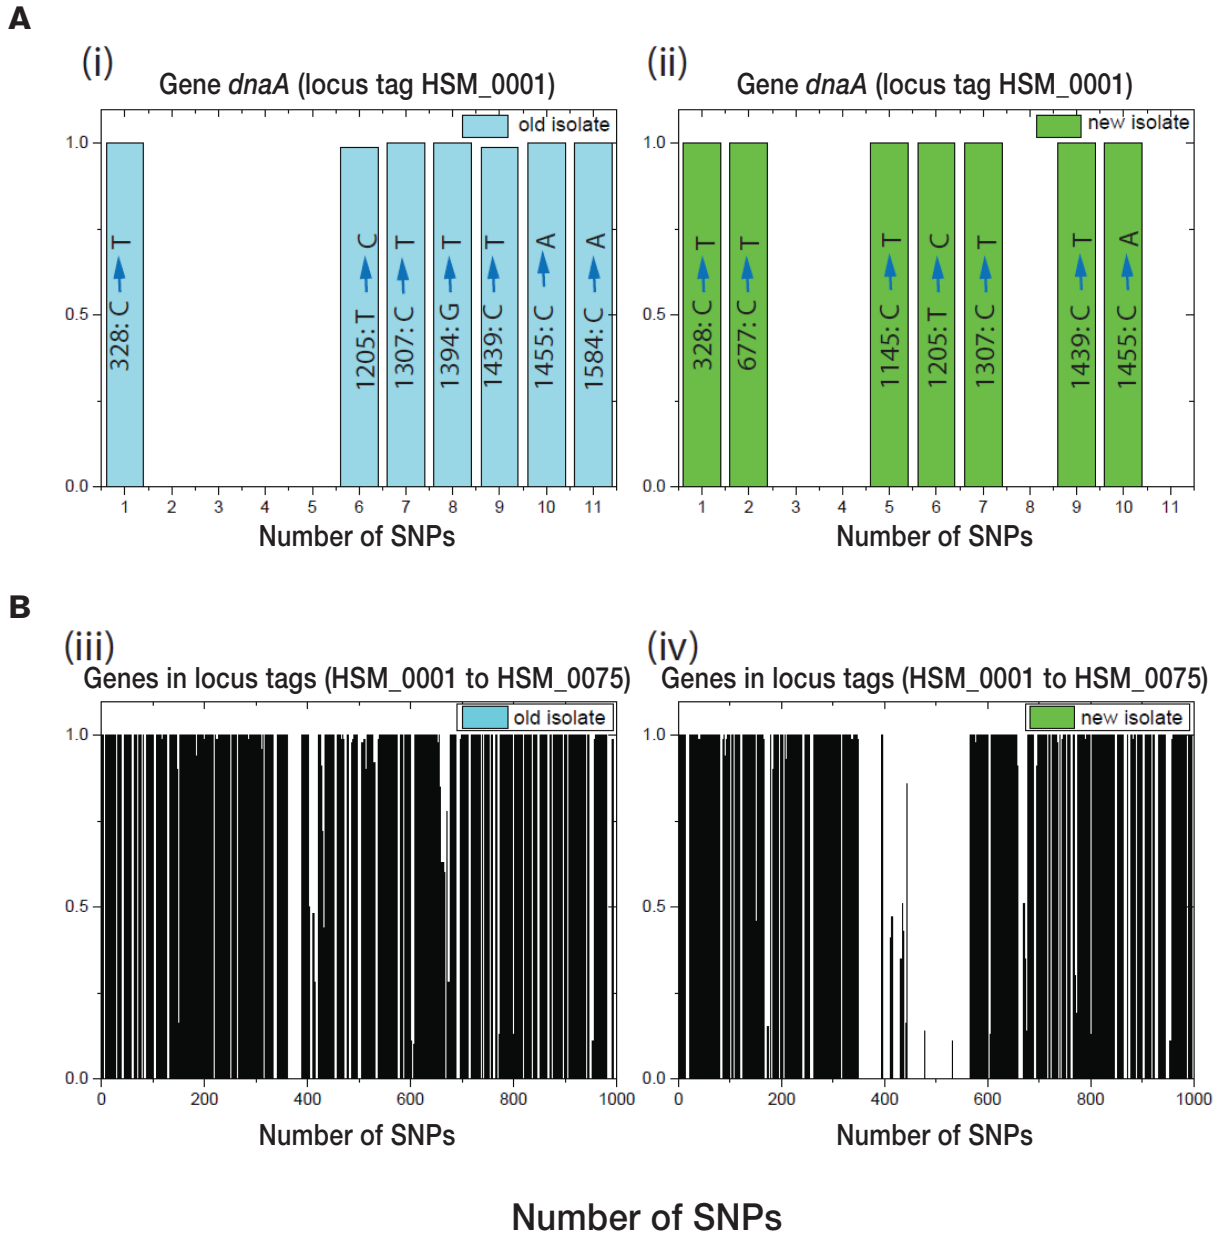 A
(i)
Gene dnaA (locus tag HSM_0001)
old isolate
1.0
0.5
0.0
328: C T
1205: T C
1307: C T
1394: G T
1439: C T
1455: C A
1584: C A
1 2 3 4 5 6 7 8 9 10 11
Number of SNPs
(ii)
Gene dnaA (locus tag HSM_0001)
new isolate
1.0
0.5
0.0
328: C T
677: C T
1145: C T
1205: T C
1307: C T
1439: C T
1455: C A
1 2 3 4 5 6 7 8 9 10 11
Number of SNPs
B
(iii)
Genes in locus tags (HSM_0001 to HSM_0075)
old isolate
1.0
0.5
0.0
0 200 400 600 800 1000
Number of SNPs
(iv)
Genes in locus tags (HSM_0001 to HSM_0075)
new isolate
1.0
0.5
0.0
0 200 400 600 800 1000
Number of SNPs
Number of SNPs